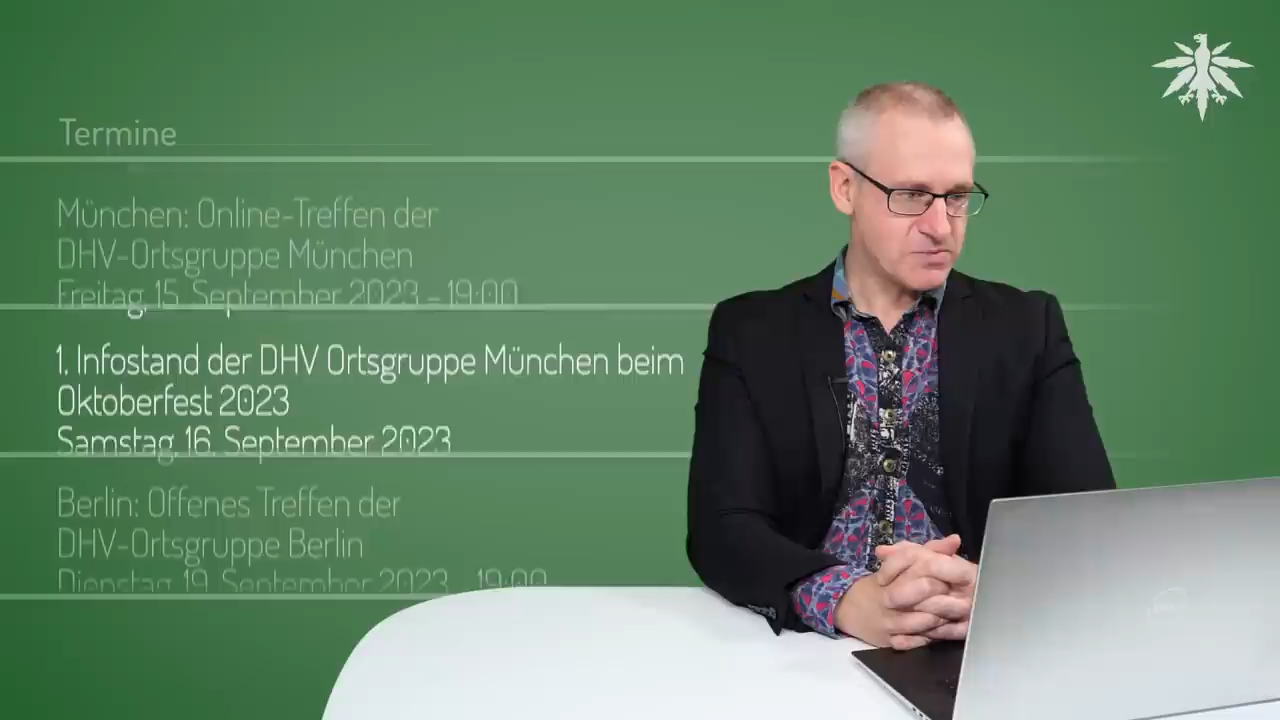 Termine
München: Online-Treffen der
DHV-Ortsgruppe München
Freitag, 15. September 2023 - 19:00
1. Infostand der DHV Ortsgruppe München beim
Oktoberfest 2023
Samstag, 16. September 2023
Berlin: Offenes Treffen der
DHV-Ortsgruppe Berlin
Dienstag 19. September 2023 - 19:00